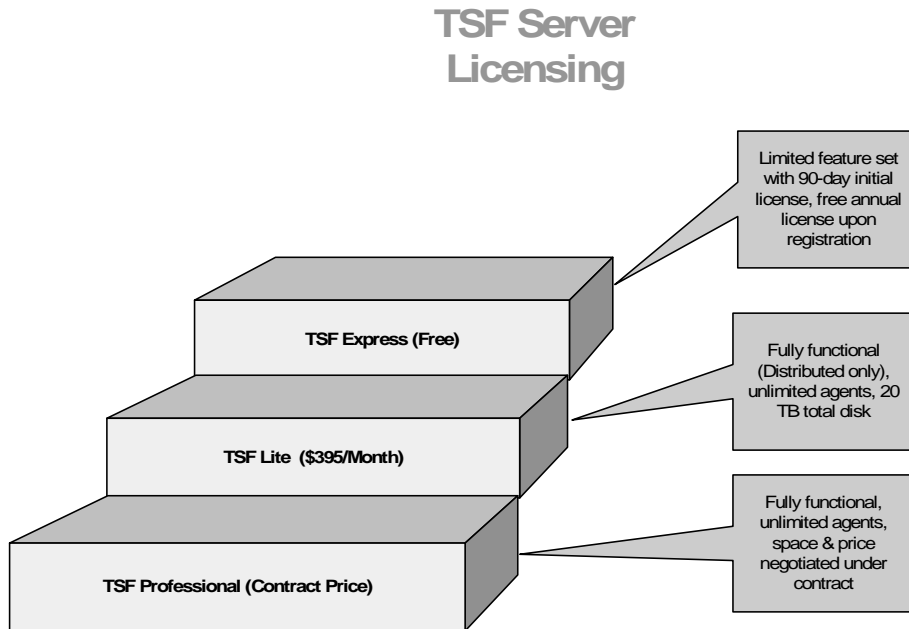 TSF Server
Licensing
Limited feature set
with 90-day initial
license, free annual
license upon
registration
TSF Express (Free)
Fully functional
(Distributed only),
unlimited agents, 20
TB total disk
TSF Lite ($395/Month)
Fully functional,
unlimited agents,
space & price
negotiated under
contract
TSF Professional (Contract Price)